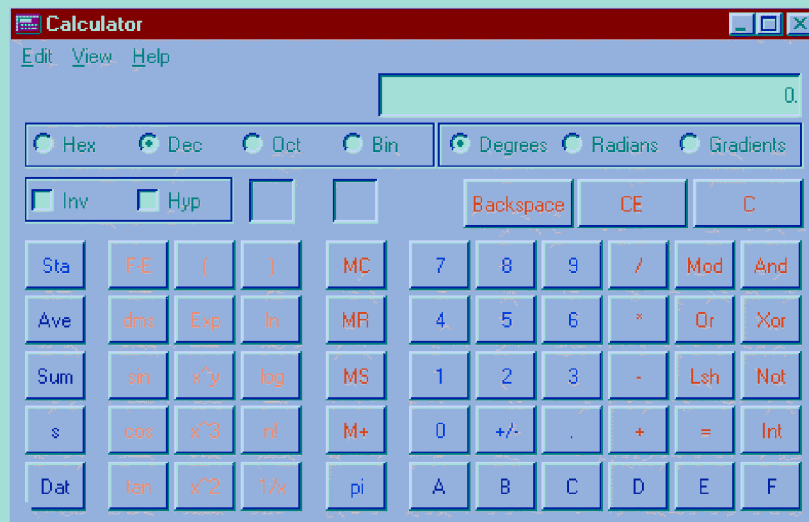 Calculator
Edit View Help
0.
Hex Dec Oct Bin Degrees Radians Gradients
Inv Hyp Backspace CE C
Sta F-E ( ) MC 7 8 9 / Mod And
Ave dms Exp ln MR 4 5 6 * Or Xor
Sum sin x^y log MS 1 2 3 - Lsh Not
s cos x^3 n! M+ 0 +/- . + = Int
Dat tan x^2 1/x pi A B C D E F